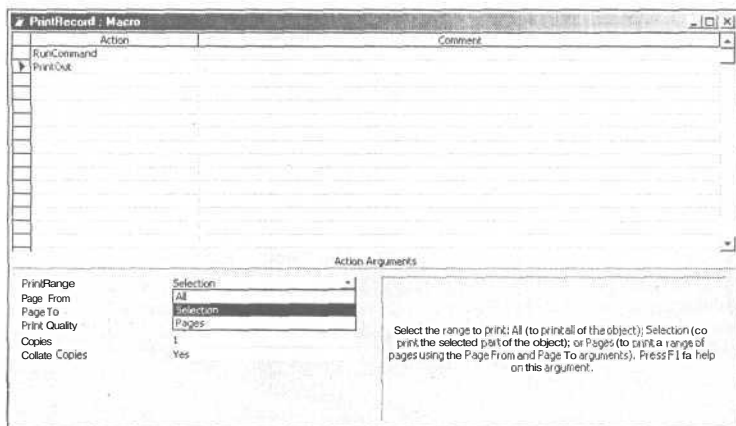 PrintRecord : Macro
Action Comment
RunCommand
PrintOut
Action Arguments
Print Range Selection
Page From All
Page To Selection
Print Quality Pages
Copies 1
Collate Copies Yes
Select the range to print: All (to print all of the object); Selection (co
print the selected part of the object); or Pages (to print a range of
pages using the Page From and Page To arguments). Press F1 fa help
on this argument.